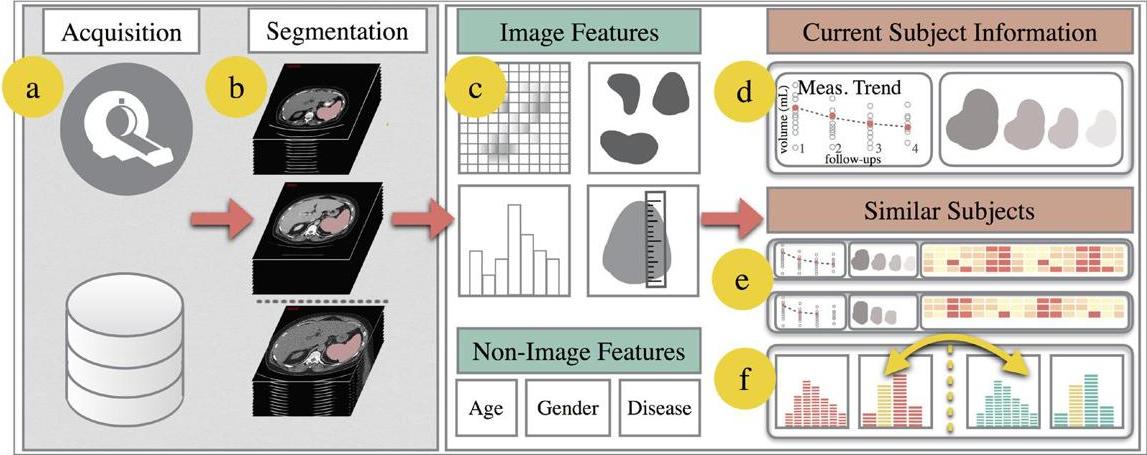 Acquisition
Segmentation
a
b
Image Features
c
Non-Image Features
Age
Gender
Disease
Current Subject Information
d
Meas. Trend
volume (mL)
1 2 3 4
follow-ups
Similar Subjects
e
f